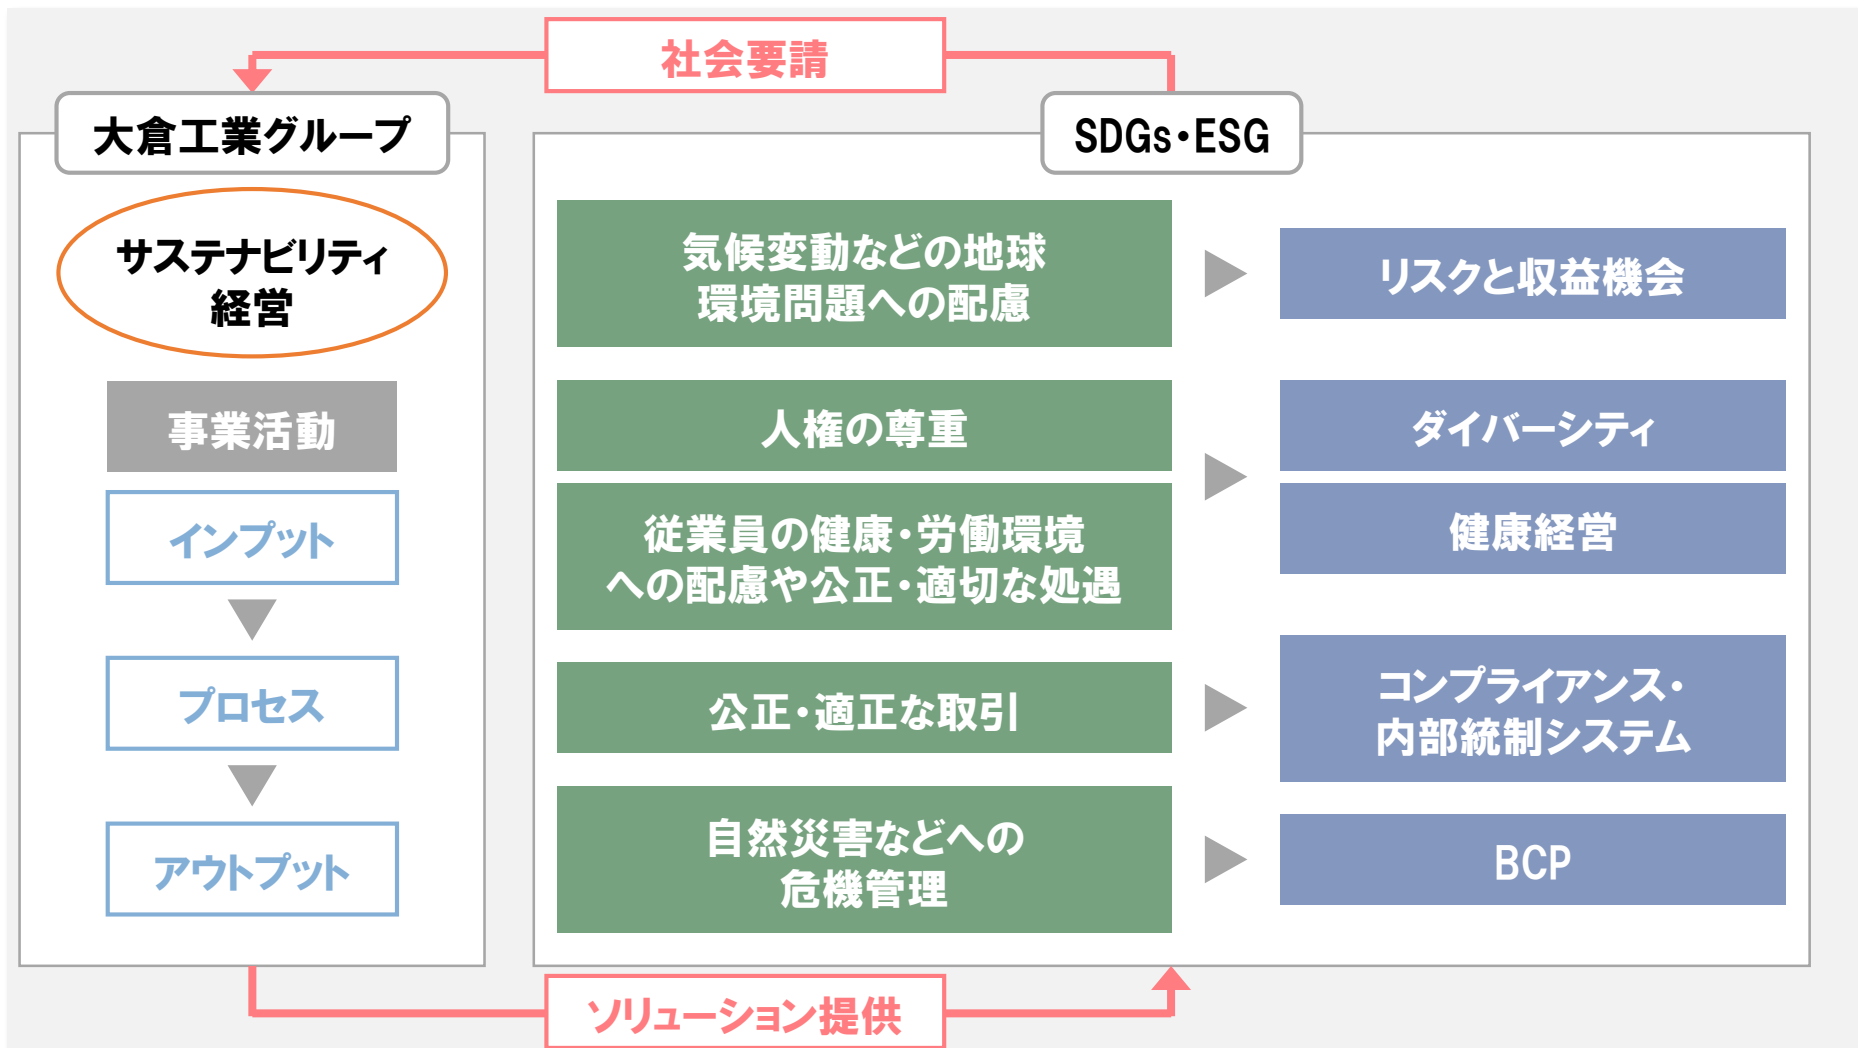 社会要請
大倉工業グループ
サステナビリティ
経営
事業活動
インプット
プロセス
アウトプット
SDGs・ESG
気候変動などの地球
環境問題への配慮
リスクと収益機会
人権の尊重
従業員の健康・労働環境
への配慮や公正・適切な処遇
ダイバーシティ
健康経営
公正・適正な取引
コンプライアンス・
内部統制システム
自然災害などへの
危機管理
BCP
ソリューション提供